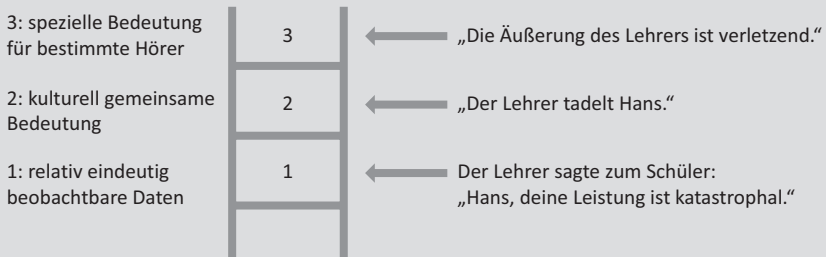 3: spezielle Bedeutung
für bestimmte Hörer
3
„Die Äußerung des Lehrers ist verletzend.“
2: kulturell gemeinsame
Bedeutung
2
„Der Lehrer tadelt Hans.“
1: relativ eindeutig
beobachtbare Daten
1
Der Lehrer sagte zum Schüler:
„Hans, deine Leistung ist katastrophal.“